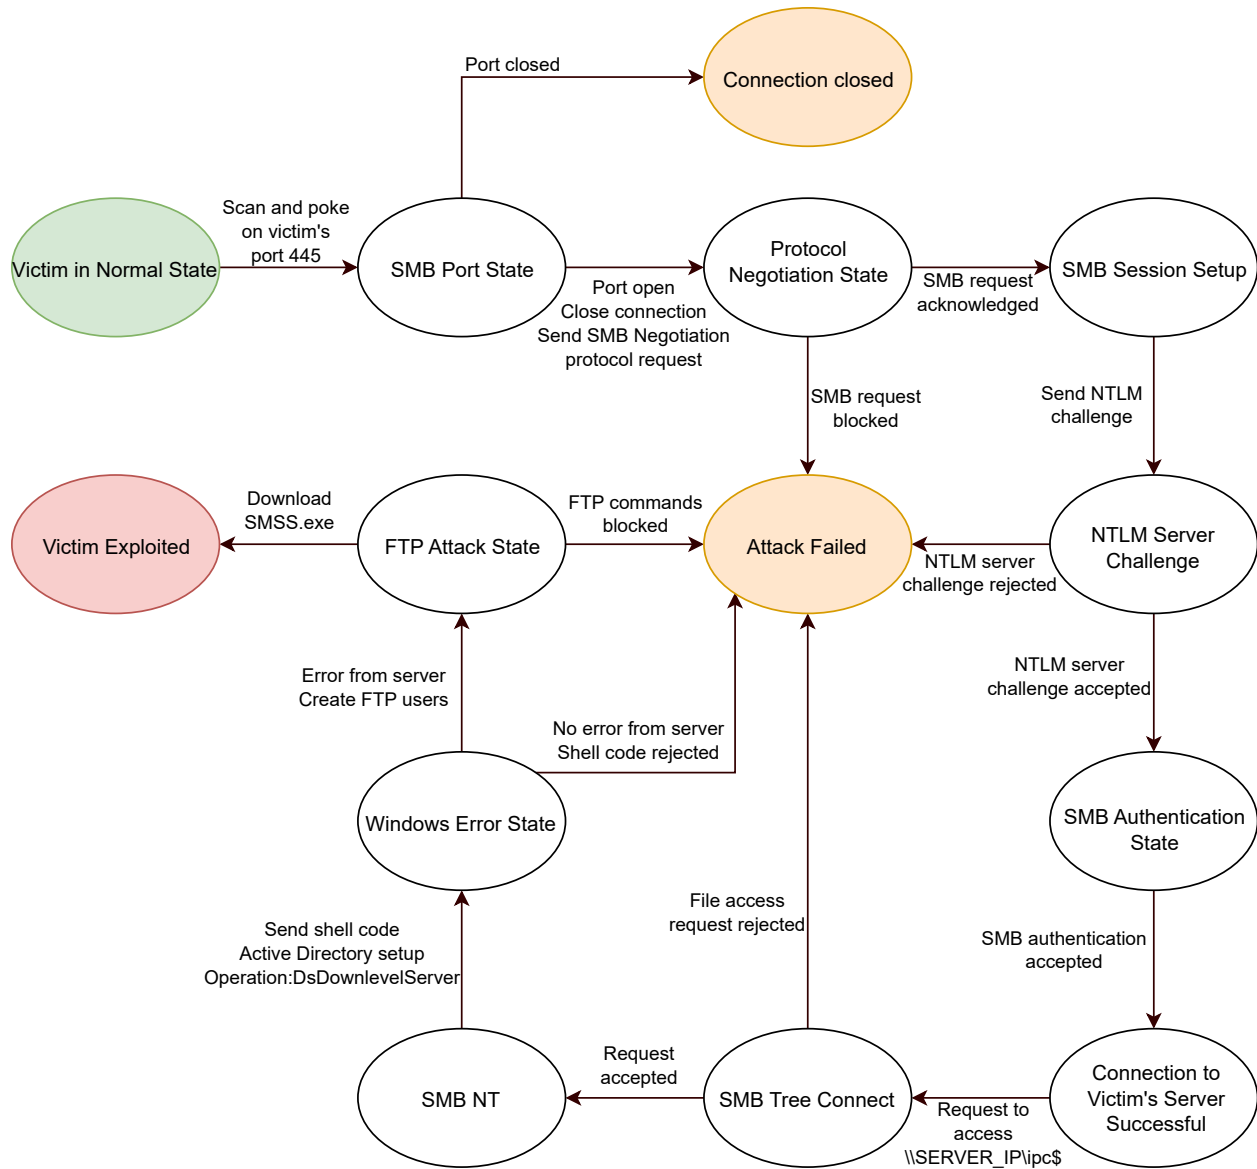 Port closed
Connection closed
Scan and poke
on victim's
port 445
Victim in Normal State
SMB Port State
Port open
Close connection
Send SMB Negotiation
protocol request
Protocol
Negotiation State
SMB request
acknowledged
SMB Session Setup
SMB request
blocked
Send NTLM
challenge
Victim Exploited
Download
SMSS.exe
FTP Attack State
FTP commands
blocked
Attack Failed
NTLM server
challenge rejected
NTLM Server
Challenge
Error from server
Create FTP users
No error from server
Shell code rejected
NTLM server
challenge accepted
Windows Error State
SMB Authentication
State
Send shell code
Active Directory setup
Operation:DsDownlevelServer
File access
request rejected
SMB authentication
accepted
SMB NT
Request
accepted
SMB Tree Connect
Request to
access
\\SERVER_IP\ipc$
Connection to
Victim's Server
Successful